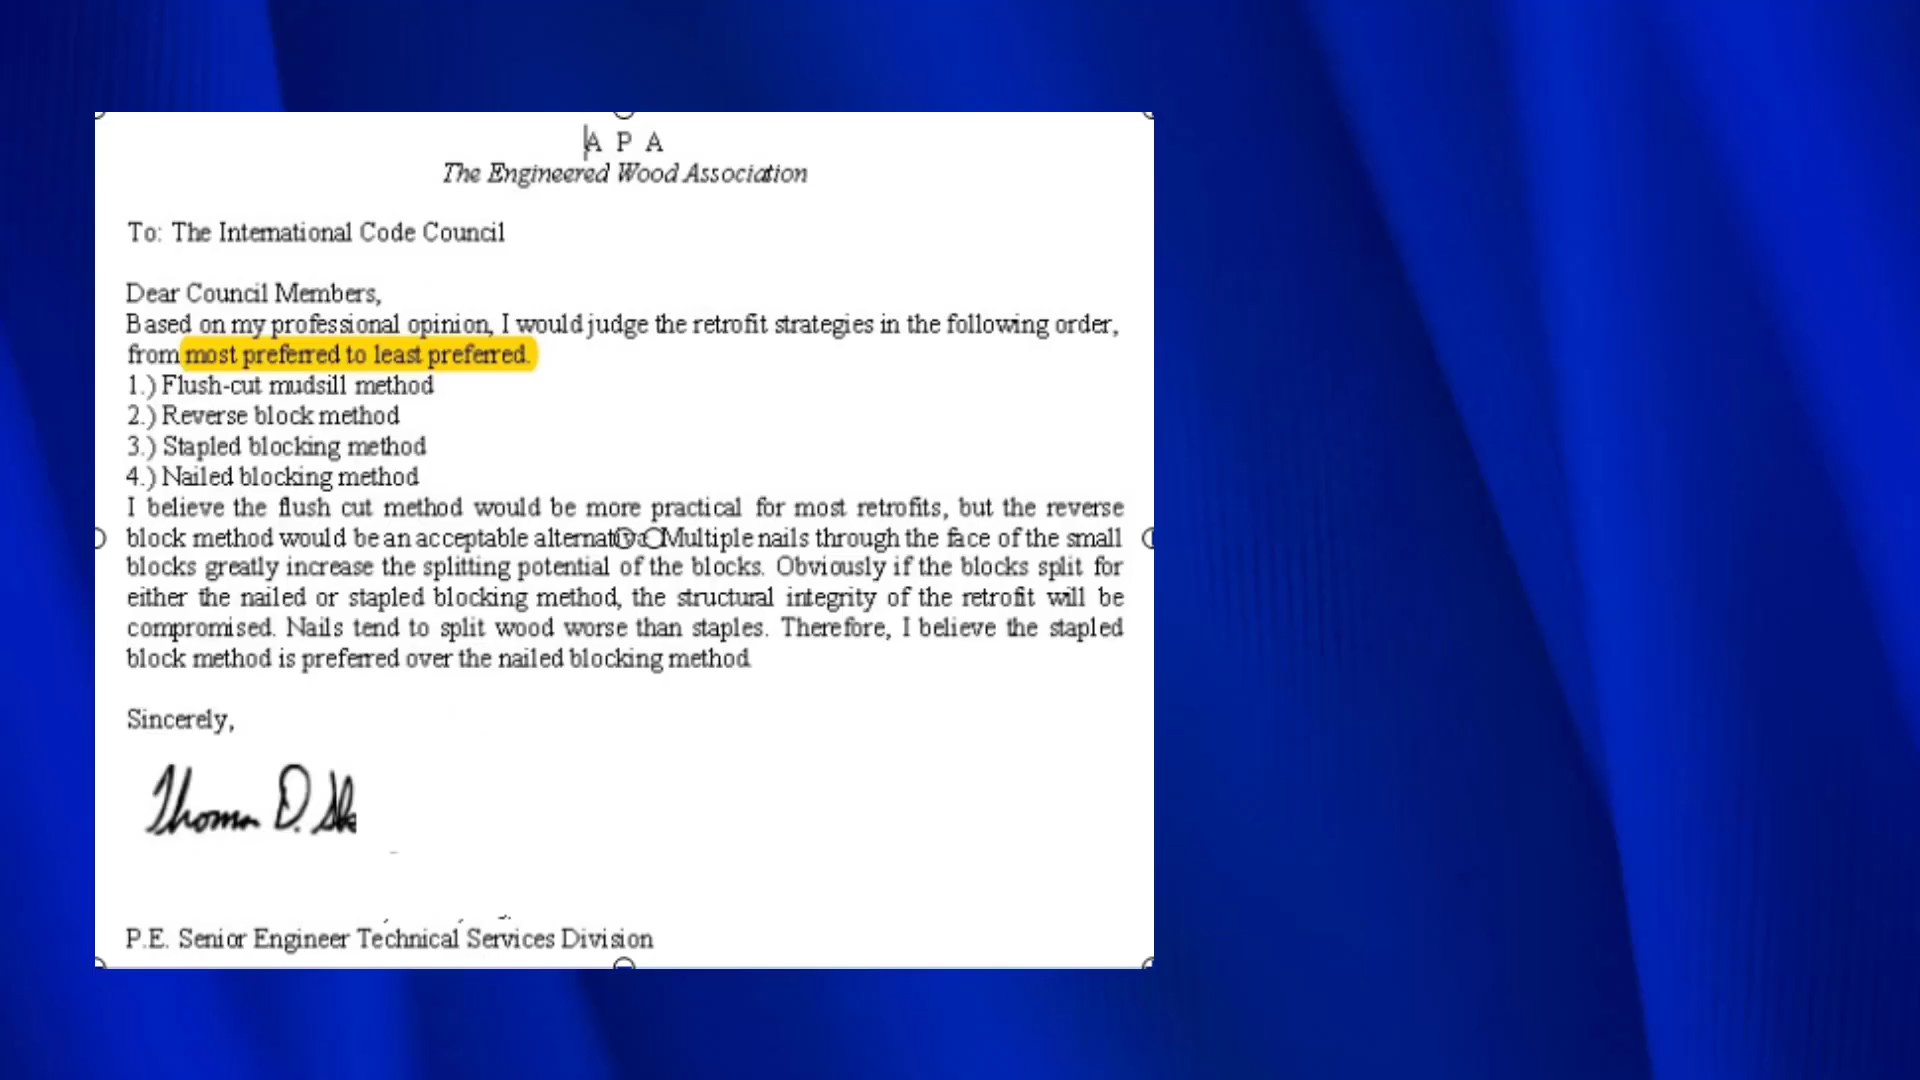 A P A
The Engineered Wood Association
To: The International Code Council
Dear Council Members,
Based on my professional opinion, I would judge the retrofit strategies in the following order,
from most preferred to least preferred.
1.) Flush-cut mudsill method
2.) Reverse block method
3.) Stapled blocking method
4.) Nailed blocking method
I believe the flush cut method would be more practical for most retrofits, but the reverse
block method would be an acceptable alternative. Multiple nails through the face of the small
blocks greatly increase the splitting potential of the blocks. Obviously if the blocks split for
either the nailed or stapled blocking method, the structural integrity of the retrofit will be
compromised. Nails tend to split wood worse than staples. Therefore, I believe the stapled
block method is preferred over the nailed blocking method
Sincerely,
Thomas D.
P.E. Senior Engineer Technical Services Division